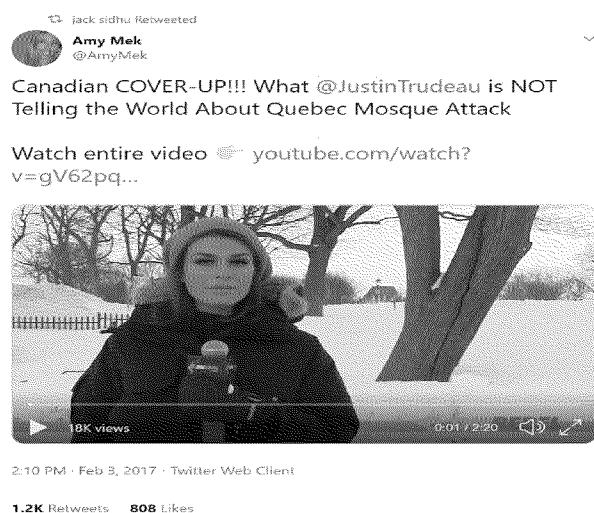 jack sidhu Retweeted
Amy Mek
@AmyMek
Canadian COVER-UP!!! What @JustinTrudeau is NOT
Telling the World About Quebec Mosque Attack
Watch entire video 👉 youtube.com/watch?
v=gV62pq...
18K views
0:01 / 2:20
2:10 PM · Feb 3, 2017 · Twitter Web Client
1.2K Retweets 808 Likes